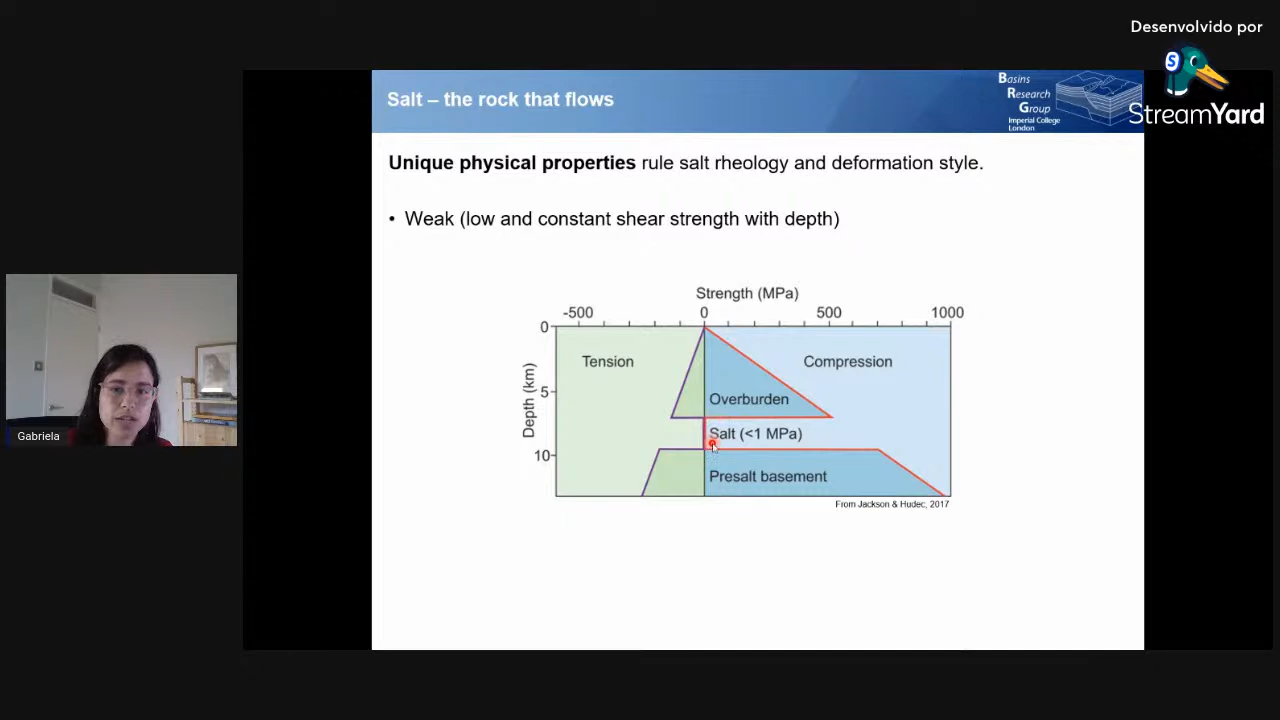 Desenvolvido por
StreamYard
Salt – the rock that flows
Basins
Research
Group
Imperial College
London
Unique physical properties rule salt rheology and deformation style.
• Weak (low and constant shear strength with depth)
Strength (MPa)
-500 0 500 1000
0
Tension
Compression
5
Depth (km)
Overburden
Salt (<1 MPa)
10
Presalt basement
From Jackson & Hudec, 2017
Gabriela